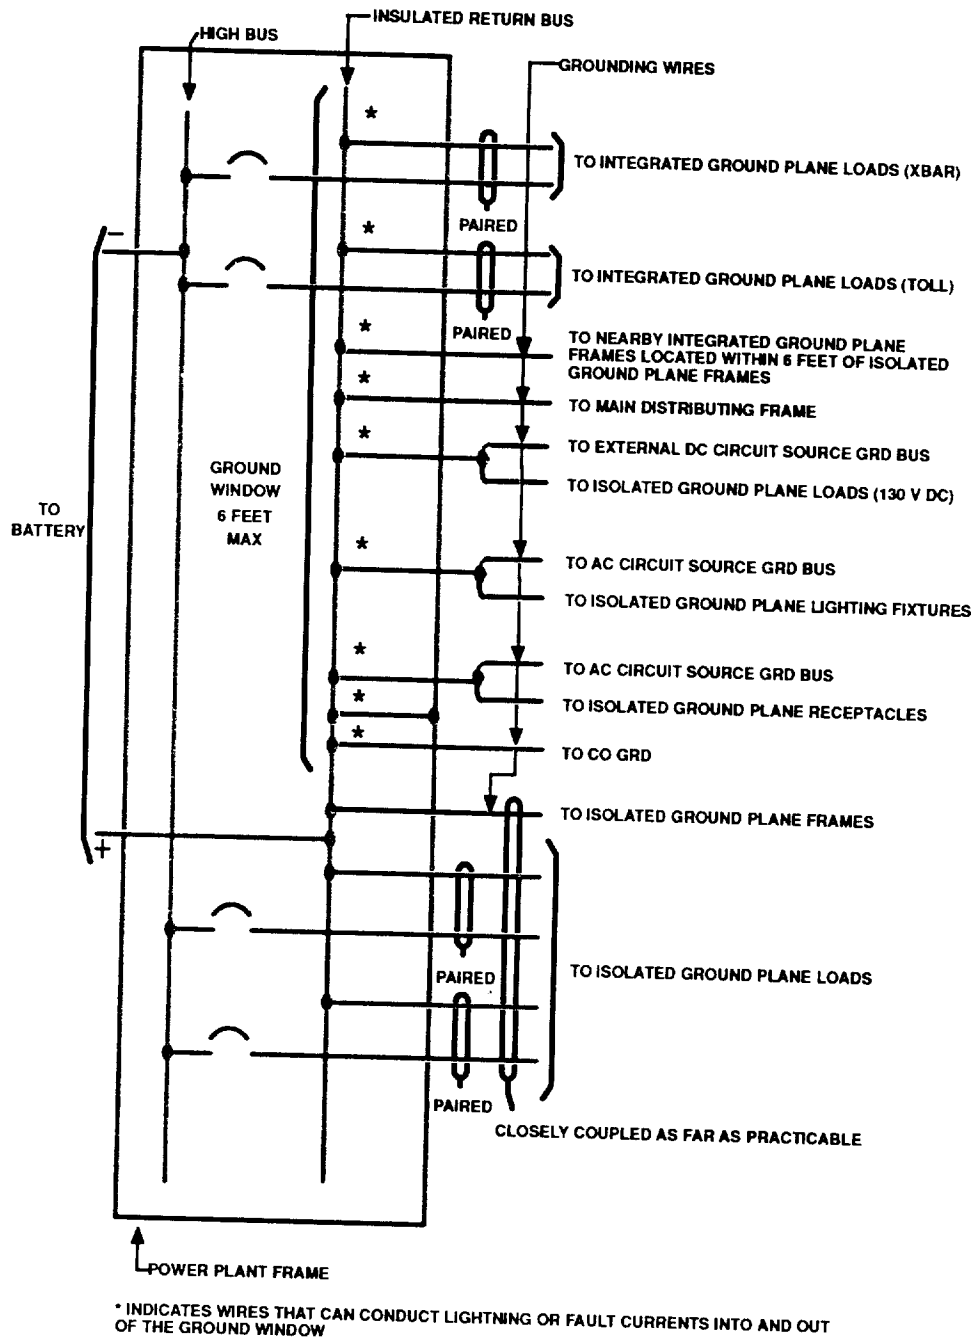 INSULATED RETURN BUS
HIGH BUS
GROUNDING WIRES
*
TO INTEGRATED GROUND PLANE LOADS (XBAR)
PAIRED
*
−
TO INTEGRATED GROUND PLANE LOADS (TOLL)
PAIRED
*
TO NEARBY INTEGRATED GROUND PLANE
FRAMES LOCATED WITHIN 6 FEET OF ISOLATED
GROUND PLANE FRAMES
*
TO MAIN DISTRIBUTING FRAME
*
TO EXTERNAL DC CIRCUIT SOURCE GRD BUS
GROUND
WINDOW
6 FEET
MAX
TO ISOLATED GROUND PLANE LOADS (130 V DC)
TO
BATTERY
*
TO AC CIRCUIT SOURCE GRD BUS
TO ISOLATED GROUND PLANE LIGHTING FIXTURES
*
TO AC CIRCUIT SOURCE GRD BUS
*
TO ISOLATED GROUND PLANE RECEPTACLES
*
TO CO GRD
TO ISOLATED GROUND PLANE FRAMES
+
PAIRED
TO ISOLATED GROUND PLANE LOADS
PAIRED
CLOSELY COUPLED AS FAR AS PRACTICABLE
POWER PLANT FRAME
* INDICATES WIRES THAT CAN CONDUCT LIGHTNING OR FAULT CURRENTS INTO AND OUT
OF THE GROUND WINDOW